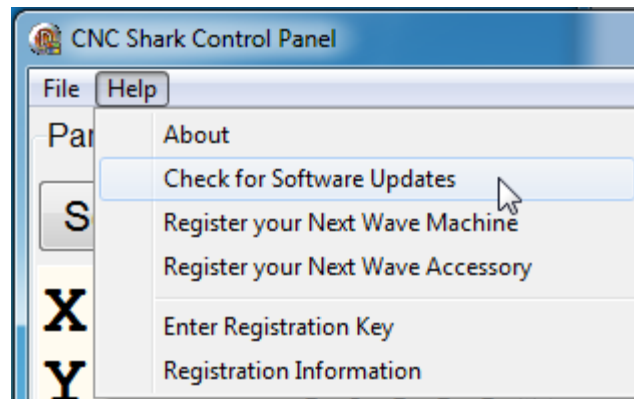 CNC Shark Control Panel
File Help
Par
About
Check for Software Updates
S
Register your Next Wave Machine
Register your Next Wave Accessory
X
Enter Registration Key
Y
Registration Information